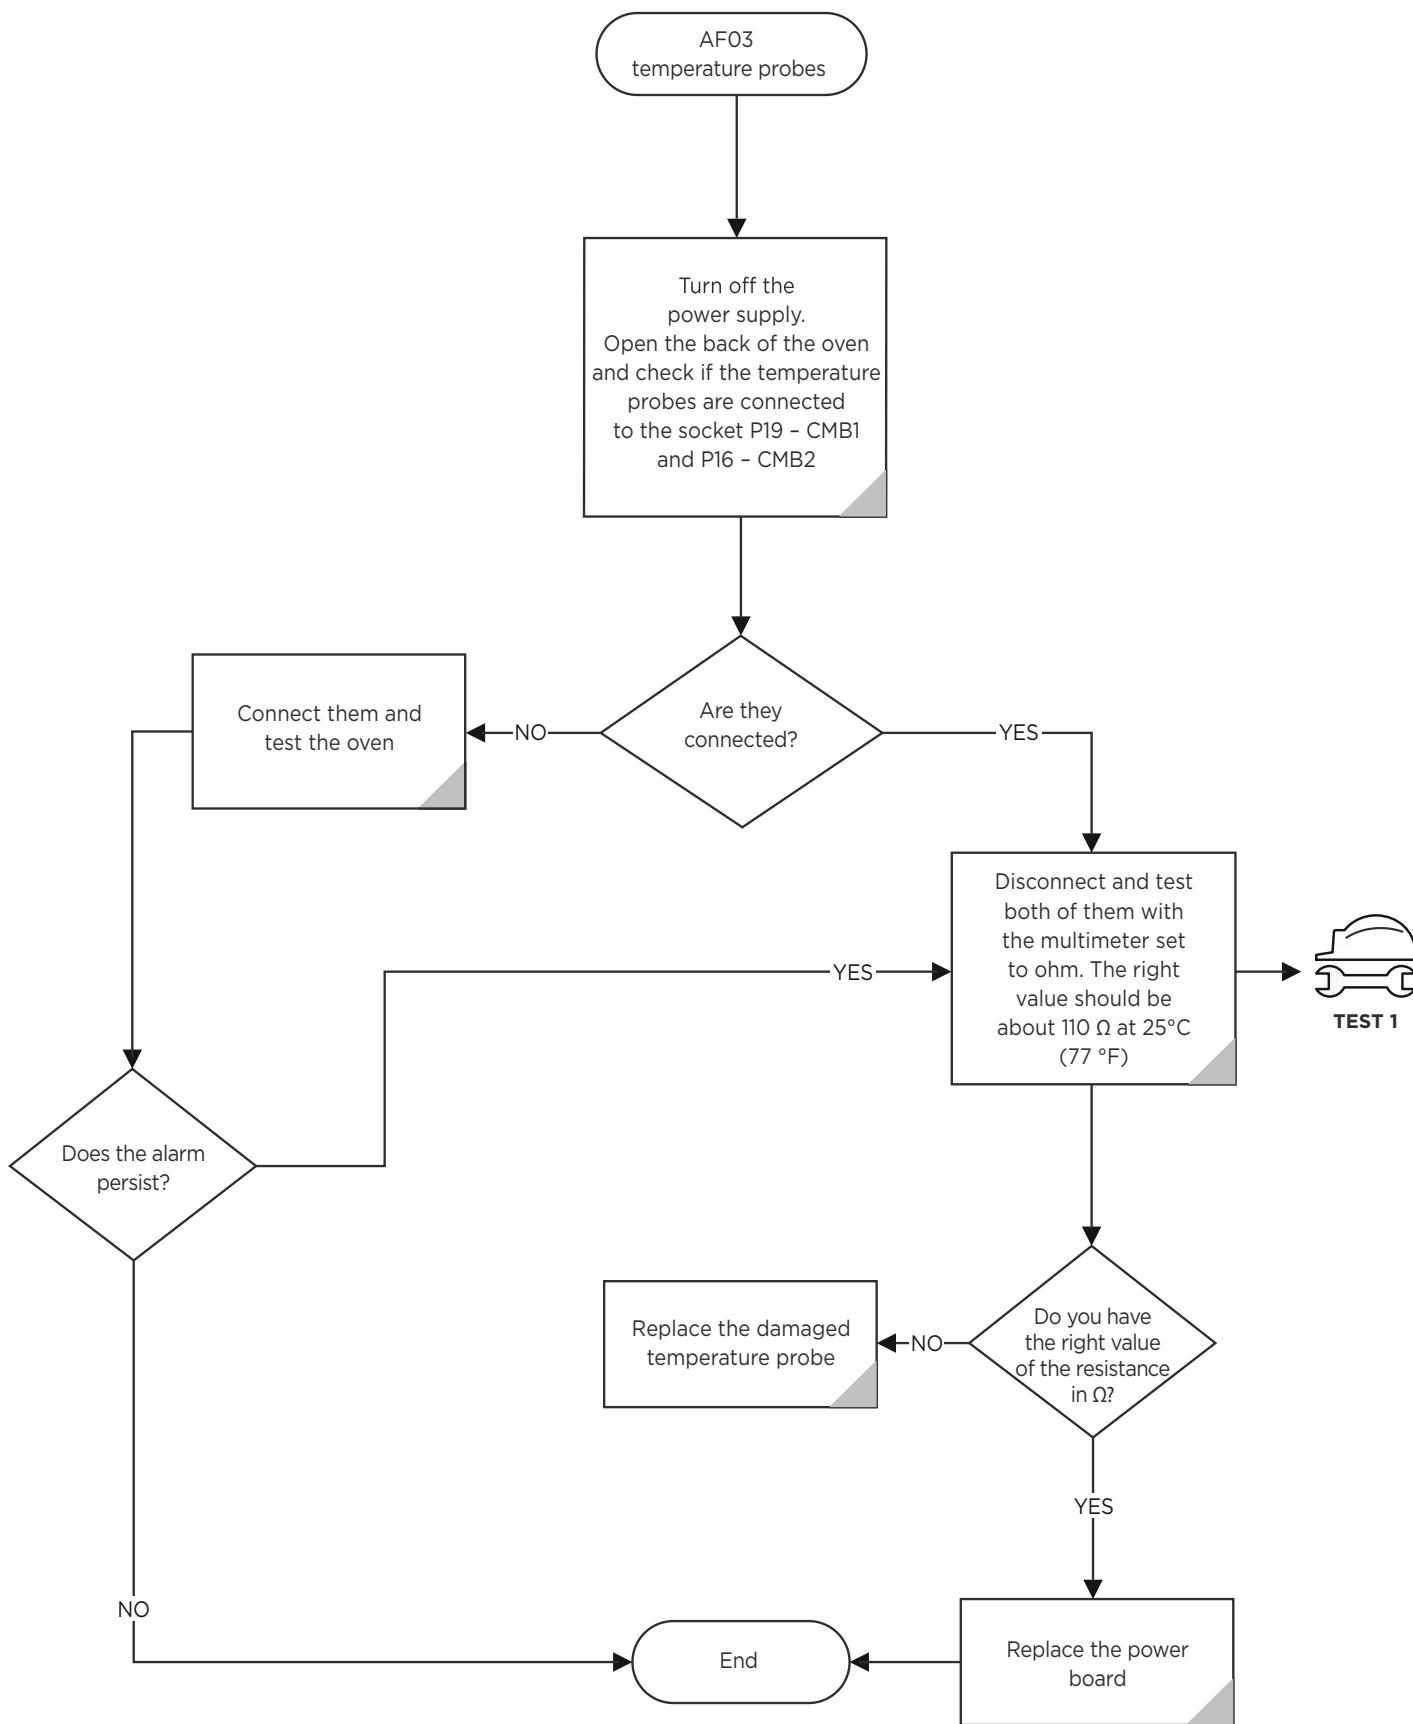 AF03
temperature probes
Turn off the
power supply.
Open the back of the oven
and check if the temperature
probes are connected
to the socket P19 – CMB1
and P16 – CMB2
Are they
connected?
NO
YES
Connect them and
test the oven
Disconnect and test
both of them with
the multimeter set
to ohm. The right
value should be
about 110 Ω at 25°C
(77 °F)
TEST 1
YES
Does the alarm
persist?
Do you have
the right value
of the resistance
in Ω?
NO
Replace the damaged
temperature probe
YES
NO
Replace the power
board
End